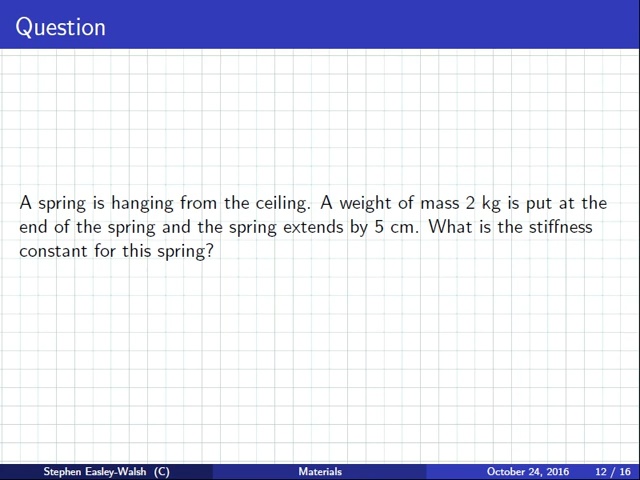 Question
A spring is hanging from the ceiling. A weight of mass 2 kg is put at the
end of the spring and the spring extends by 5 cm. What is the stiffness
constant for this spring?
Stephen Easley-Walsh (C) Materials October 24, 2016 12 / 16